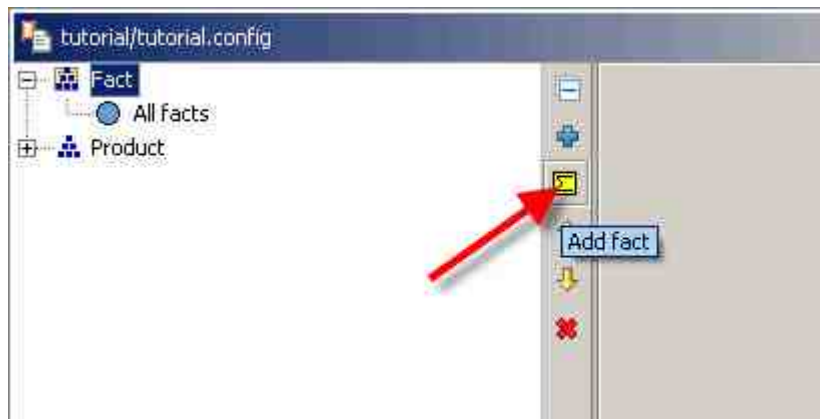 tutorial/tutorial.config
Fact
All facts
Product
Add fact